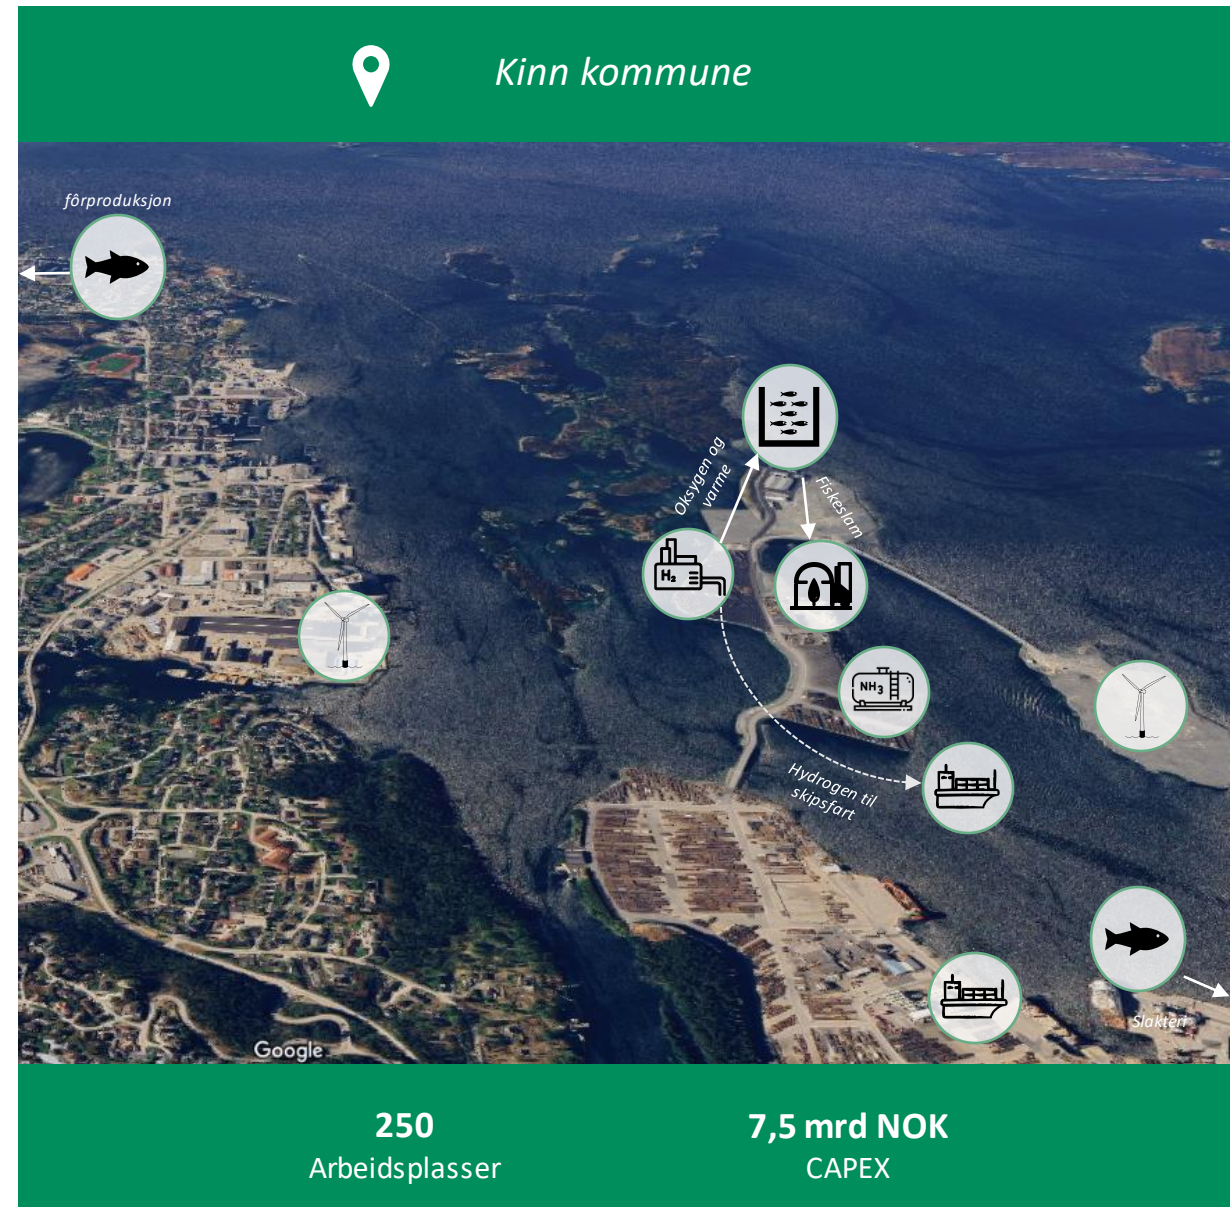 Kinn kommune
fôrproduksjon
Oksygen og
varme
Fiskeslam
H₂
NH₃
Hydrogen til
skipsfart
Slakteri
Google
250
Arbeidsplasser
7,5 mrd NOK
CAPEX